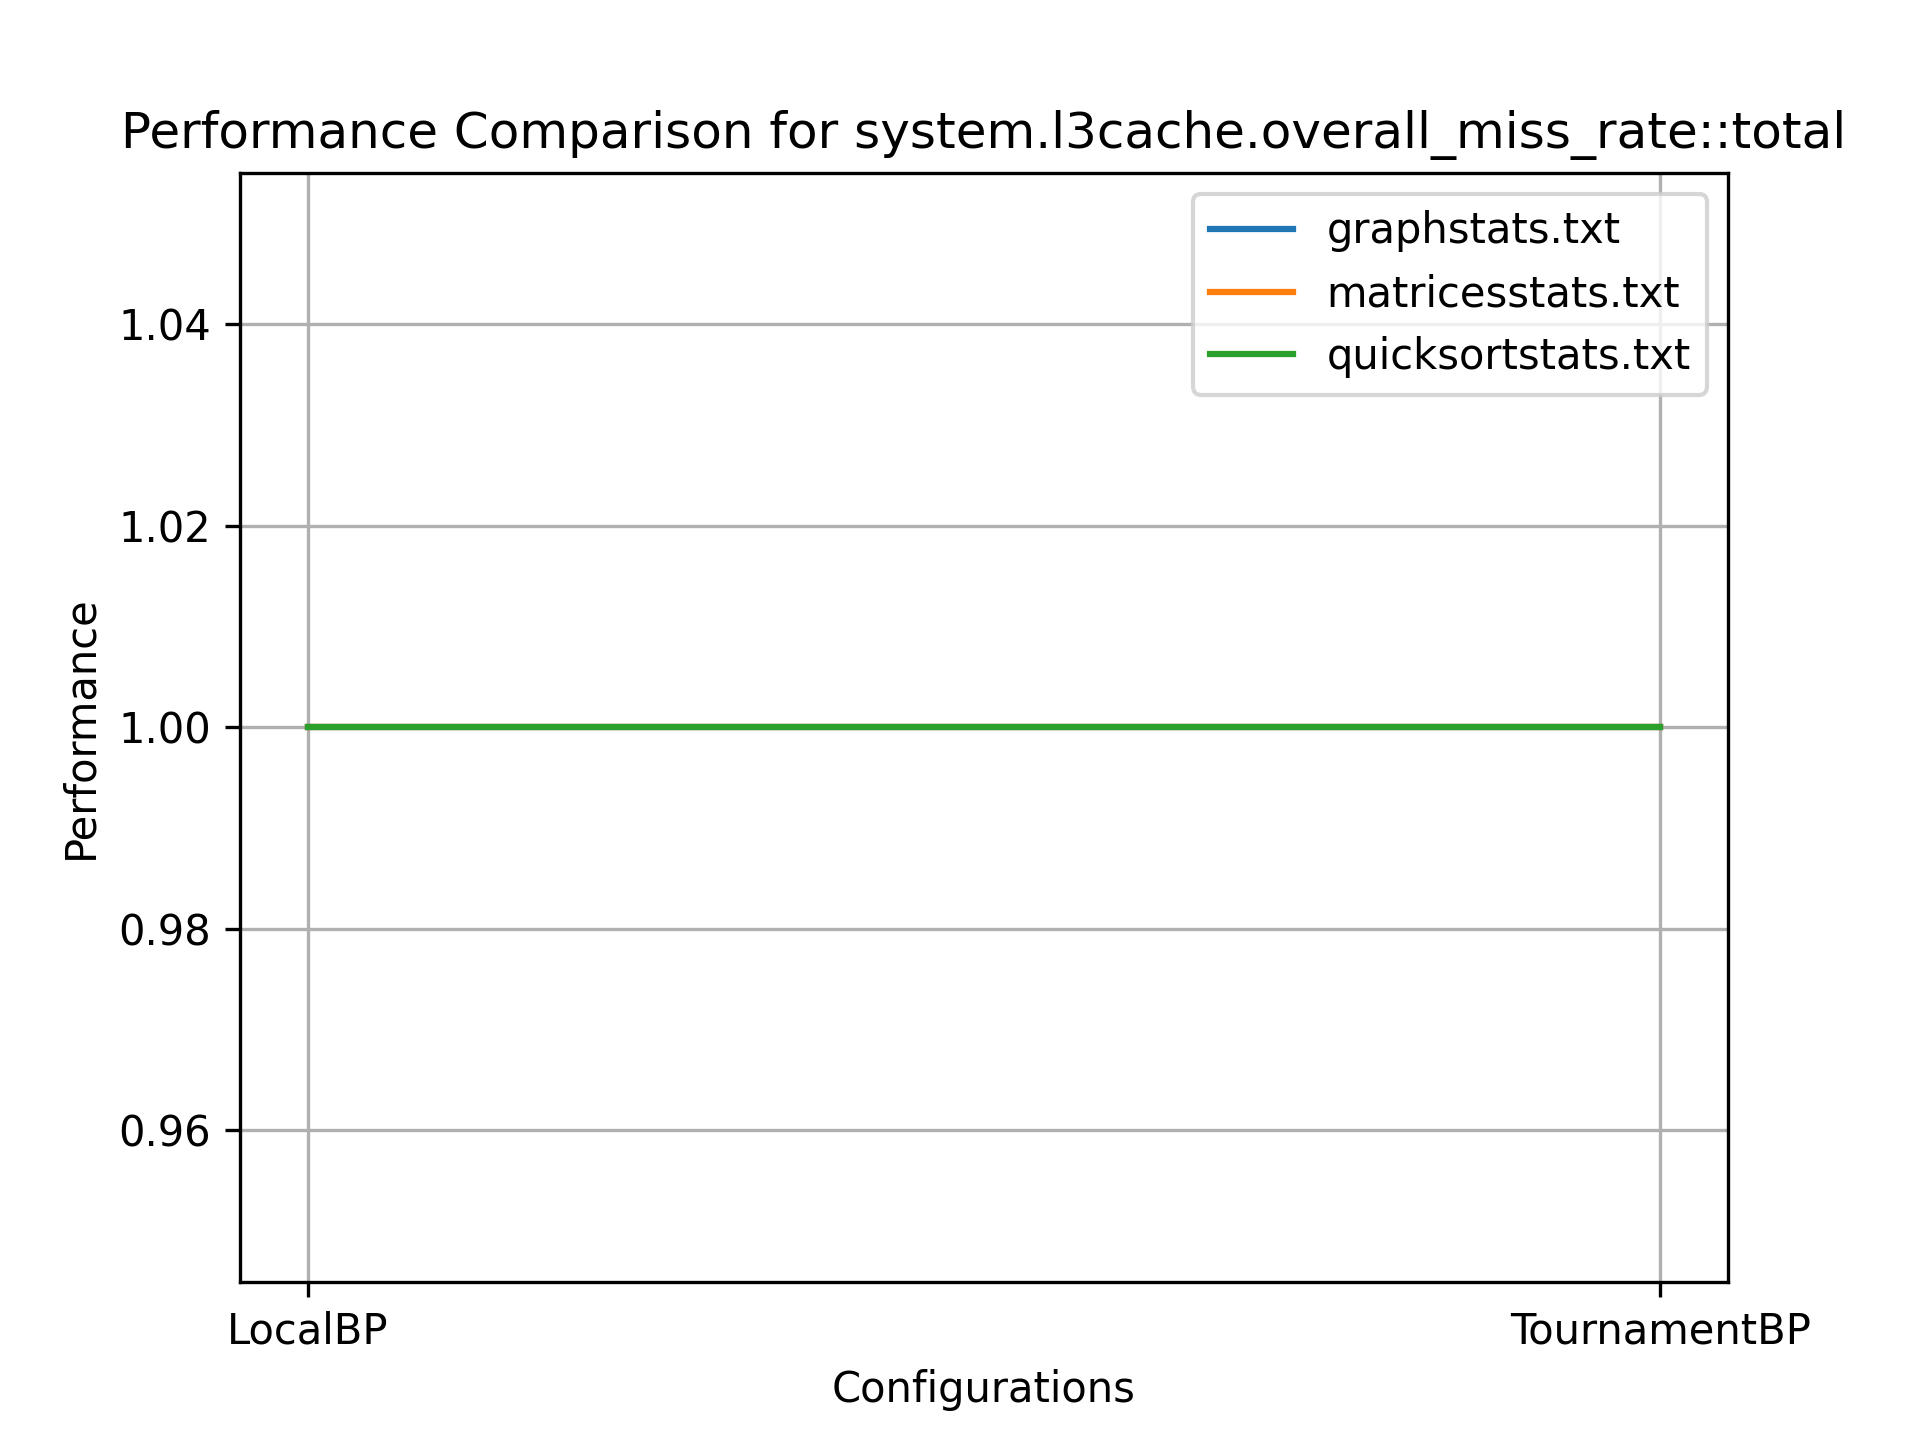 Performance Comparison for system.l3cache.overall_miss_rate::total
graphstats.txt
matricesstats.txt
quicksortstats.txt
1.04
1.02
1.00
0.98
0.96
Performance
LocalBP
TournamentBP
Configurations